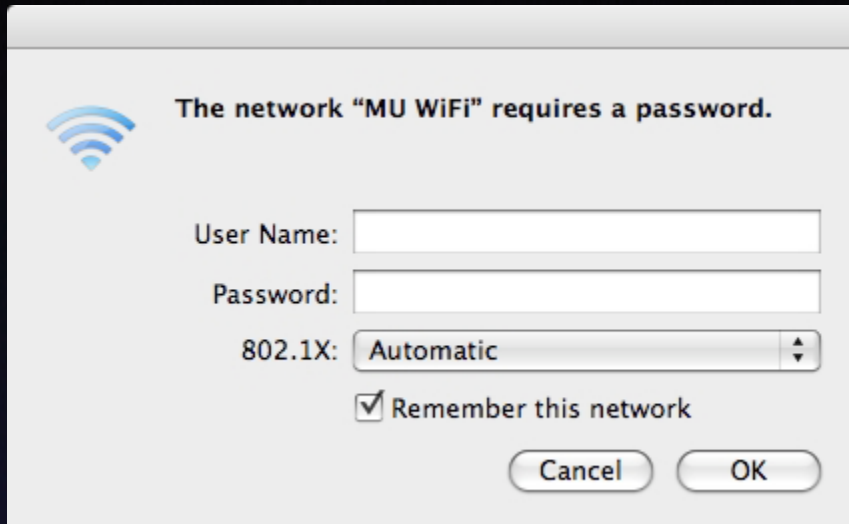 The network “MU WiFi” requires a password.
User Name:
Password:
802.1X: Automatic
Remember this network
Cancel OK